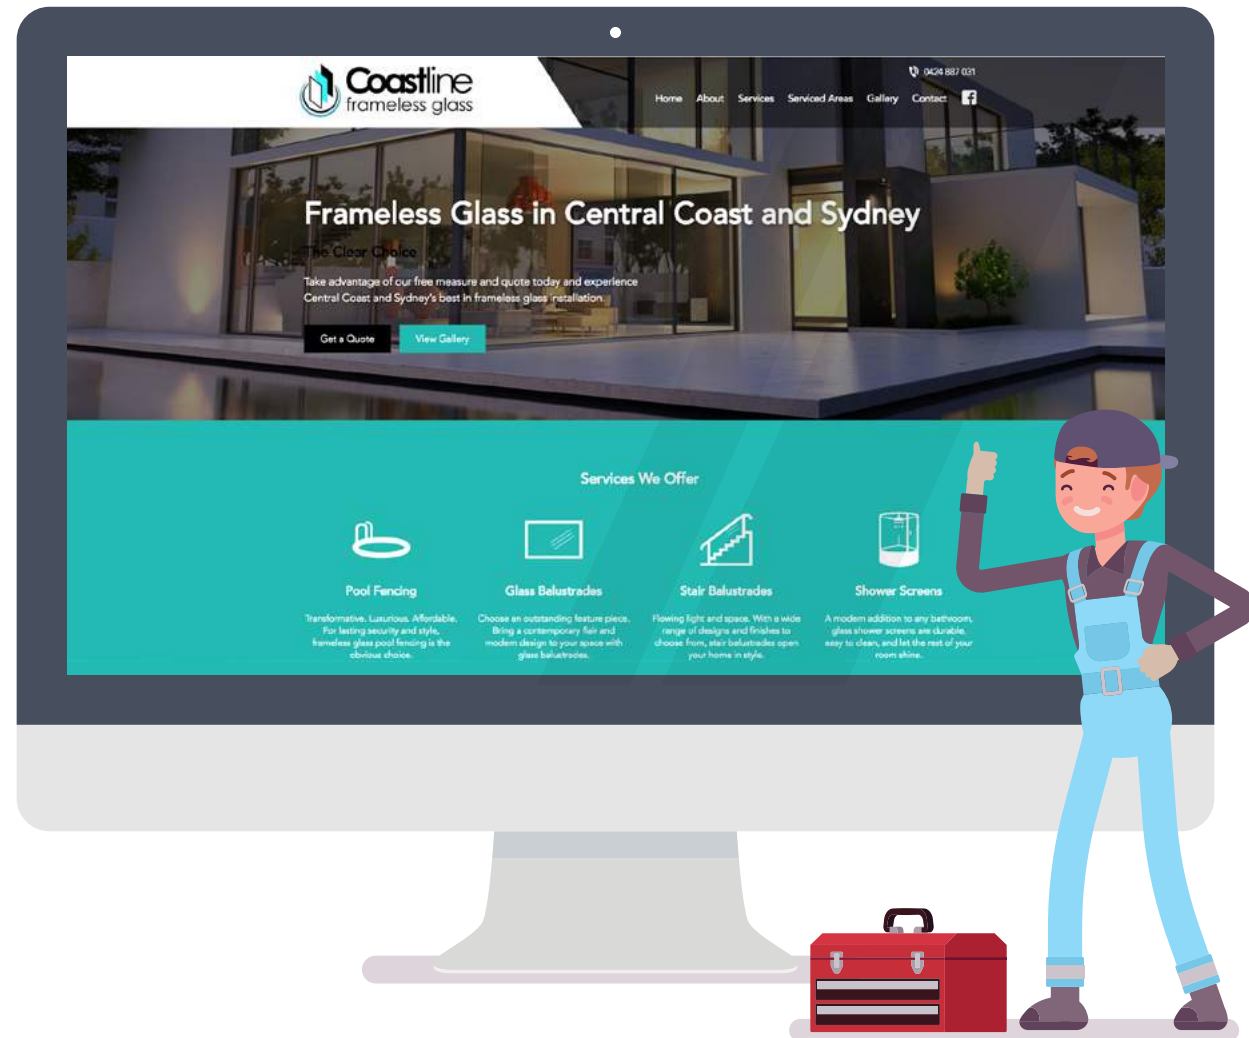 Coastline
frameless glass
0424 887 031
Home About Services Serviced Areas Gallery Contact
Frameless Glass in Central Coast and Sydney
The Clear Choice
Take advantage of our free measure and quote today and experience
Central Coast and Sydney's best in frameless glass installation.
Get a Quote View Gallery
Services We Offer
Pool Fencing
Transformative. Luxurious. Affordable.
For lasting security and style,
frameless glass pool fencing is the
obvious choice.
Glass Balustrades
Choose an outstanding feature piece.
Bring a contemporary flair and
modern design to your space with
glass balustrades.
Stair Balustrades
Flowing light and space. With a wide
range of designs and finishes to
choose from, stair balustrades open
your home in style.
Shower Screens
A modern addition to any bathroom,
glass shower screens are durable,
easy to clean, and let the rest of your
room shine.